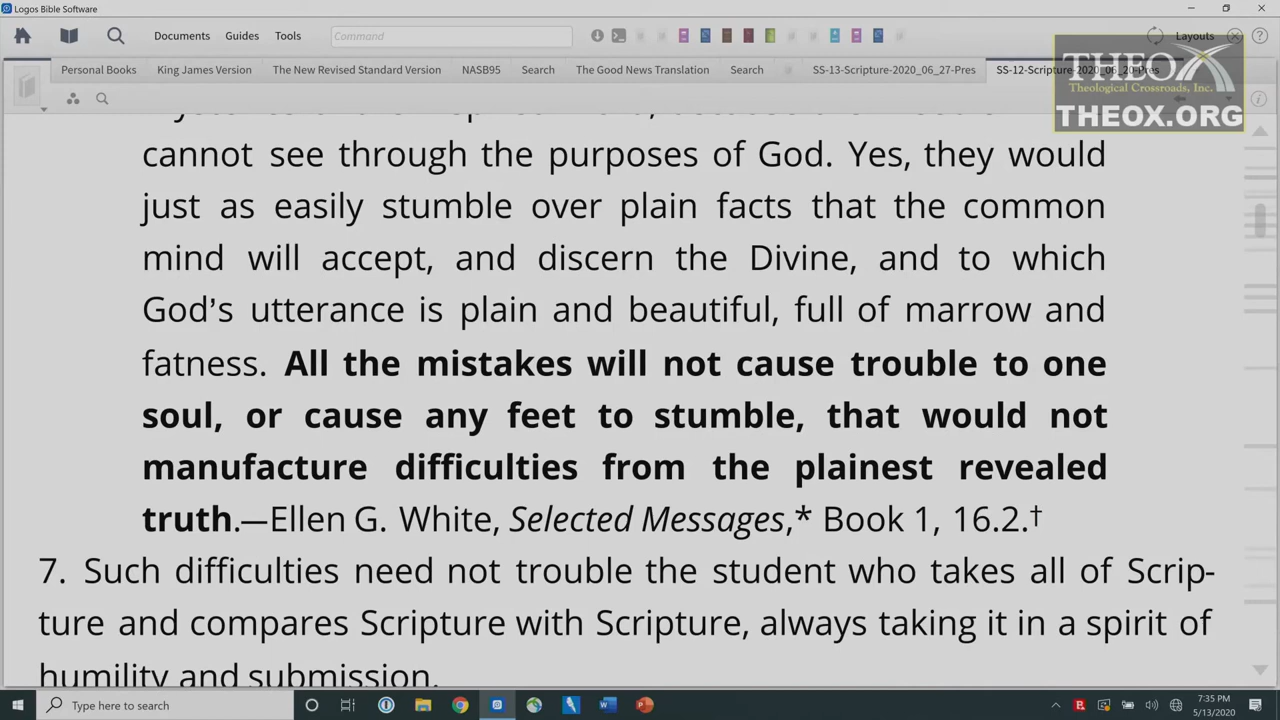 Logos Bible Software
Documents Guides Tools Command Layouts
THEOX
Theological Crossroads, Inc.
THEOX.ORG
Personal Books King James Version The New Revised NASB95 Search The Good News Translation Search SS-13-Scripture-2020_06_27-Pres SS-12-Scripture-2020_06_20-Pres
cannot see through the purposes of God. Yes, they would
just as easily stumble over plain facts that the common
mind will accept, and discern the Divine, and to which
God's utterance is plain and beautiful, full of marrow and
fatness. All the mistakes will not cause trouble to one
soul, or cause any feet to stumble, that would not
manufacture difficulties from the plainest revealed
truth.—Ellen G. White, Selected Messages,* Book 1, 16.2.†
7. Such difficulties need not trouble the student who takes all of Scrip-
ture and compares Scripture with Scripture, always taking it in a spirit of
humility and submission.
Type here to search
7:35 PM
5/13/2020